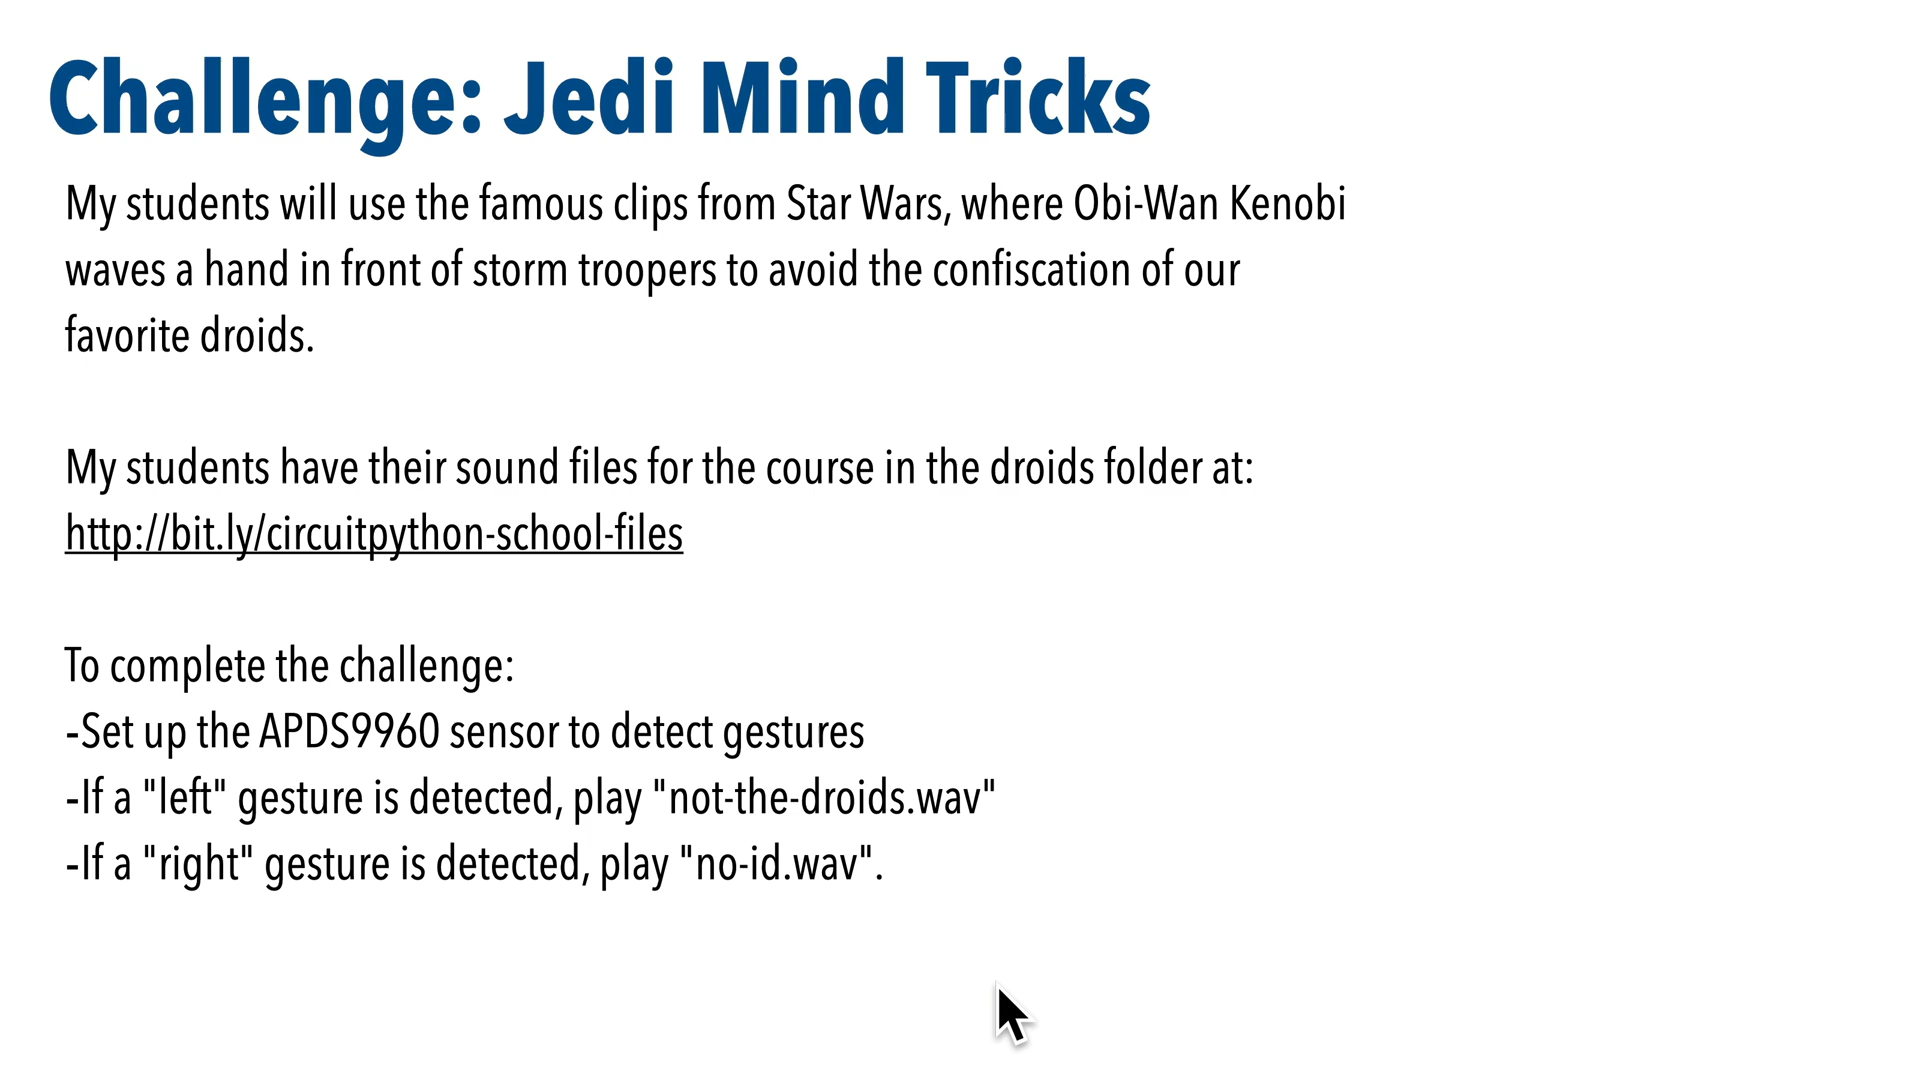 Challenge: Jedi Mind Tricks
My students will use the famous clips from Star Wars, where Obi-Wan Kenobi
waves a hand in front of storm troopers to avoid the confiscation of our
favorite droids.
My students have their sound files for the course in the droids folder at:
http://bit.ly/circuitpython-school-files
To complete the challenge:
-Set up the APDS9960 sensor to detect gestures
-If a "left" gesture is detected, play "not-the-droids.wav"
-If a "right" gesture is detected, play "no-id.wav".